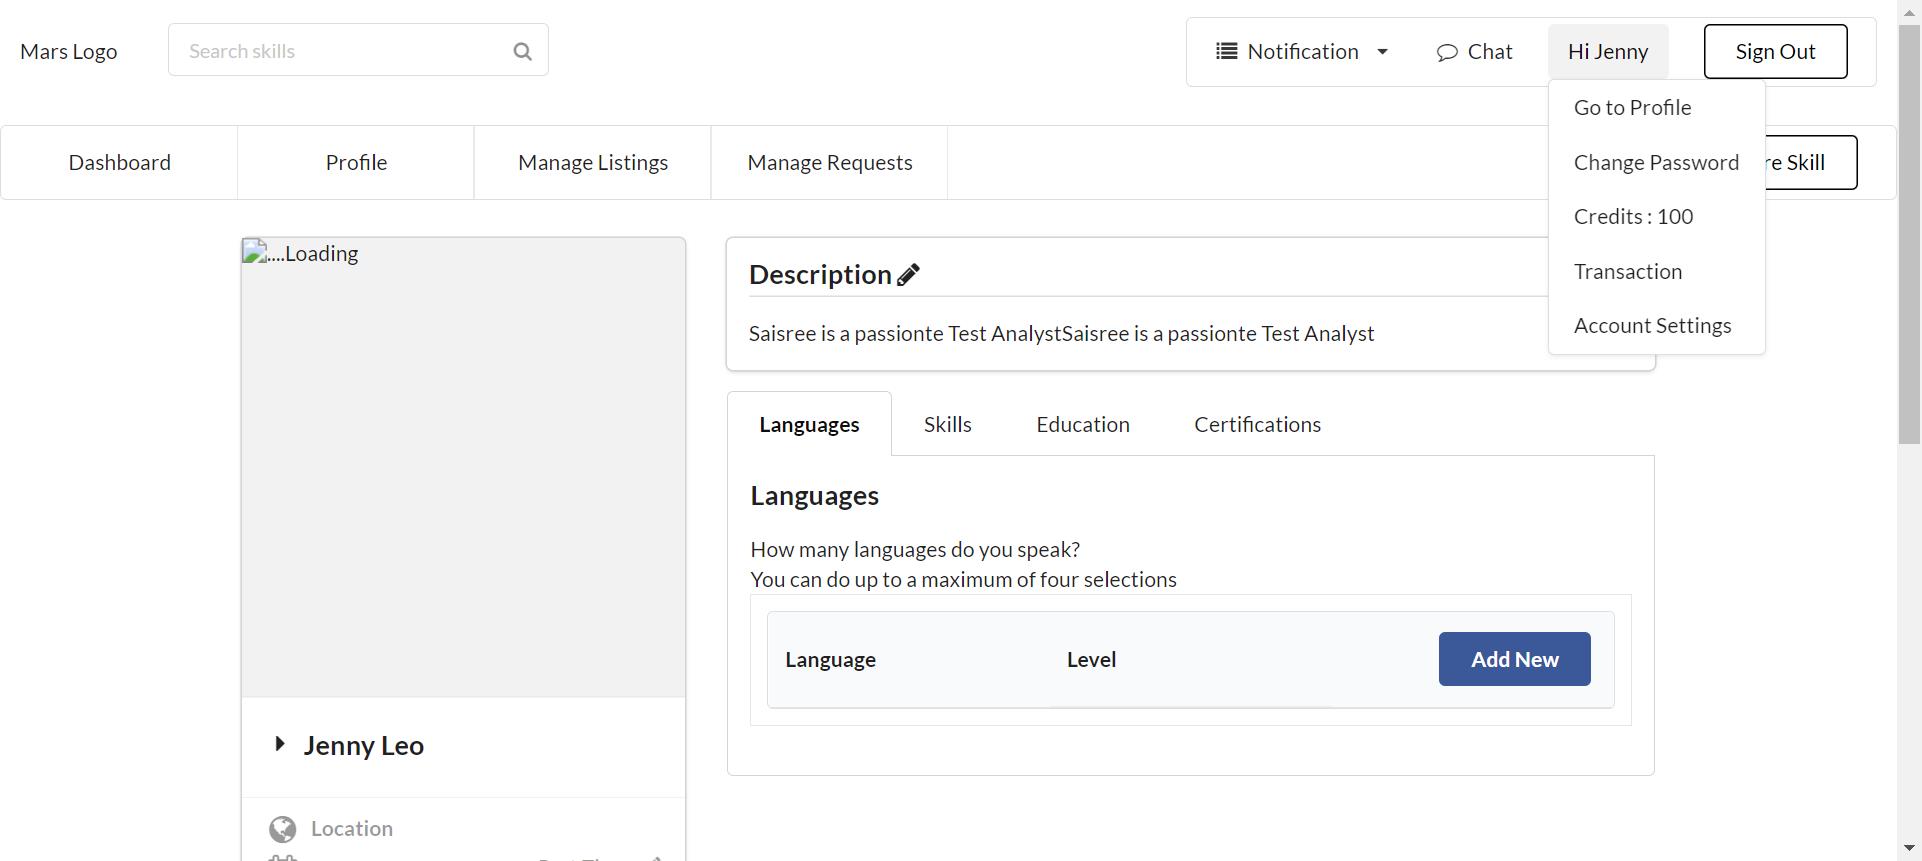 Mars Logo
Search skills
Notification
Chat
Hi Jenny
Sign Out
Go to Profile
Change Password
Credits : 100
Transaction
Account Settings
Dashboard
Profile
Manage Listings
Manage Requests
re Skill
....Loading
Description
Saisree is a passionte Test AnalystSaisree is a passionte Test Analyst
Languages
Skills
Education
Certifications
Languages
How many languages do you speak?
You can do up to a maximum of four selections
Language
Level
Add New
Jenny Leo
Location